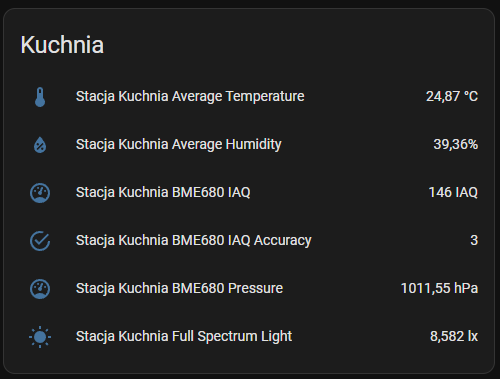 Kuchnia
Stacja Kuchnia Average Temperature 24,87 °C
Stacja Kuchnia Average Humidity 39,36%
Stacja Kuchnia BME680 IAQ 146 IAQ
Stacja Kuchnia BME680 IAQ Accuracy 3
Stacja Kuchnia BME680 Pressure 1011,55 hPa
Stacja Kuchnia Full Spectrum Light 8,582 lx